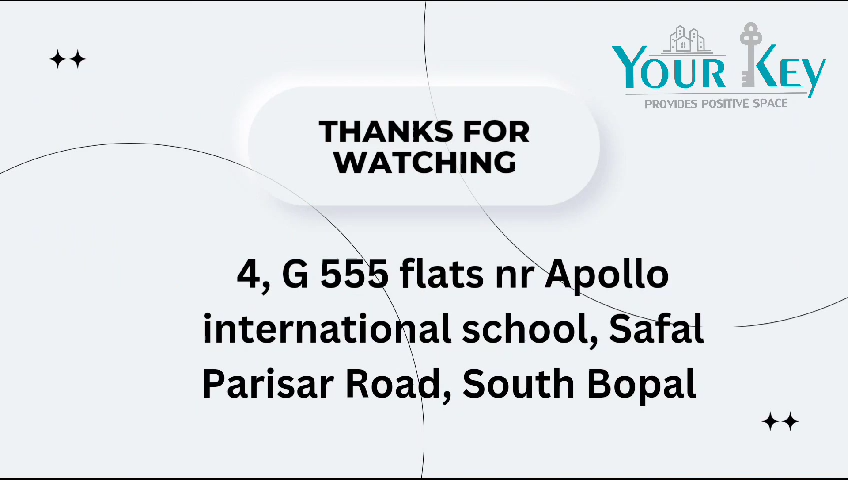 YOUR KEY
PROVIDES POSITIVE SPACE
THANKS FOR
WATCHING
4, G 555 flats nr Apollo
international school, Safal
Parisar Road, South Bopal